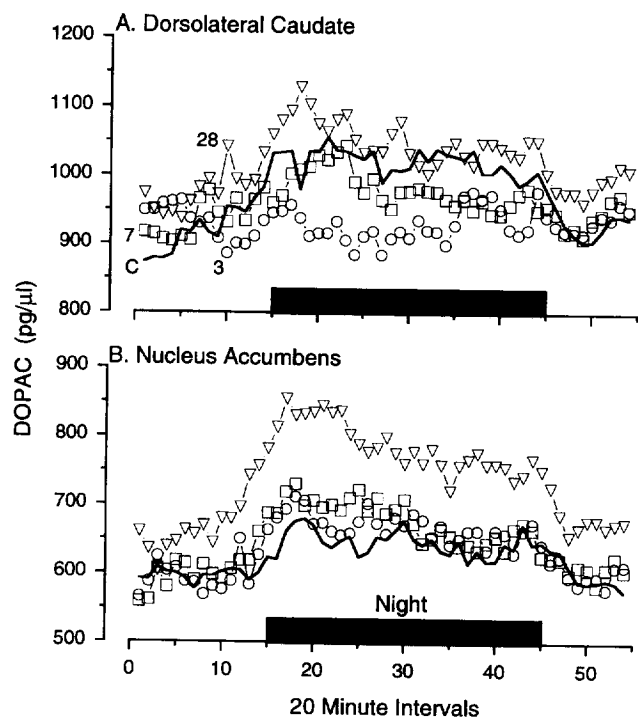 A. Dorsolateral Caudate
1200
1100
28
1000
7
900
C
3
800
DOPAC (pg/µl)
B. Nucleus Accumbens
900
800
700
600
Night
500
0 10 20 30 40 50
20 Minute Intervals